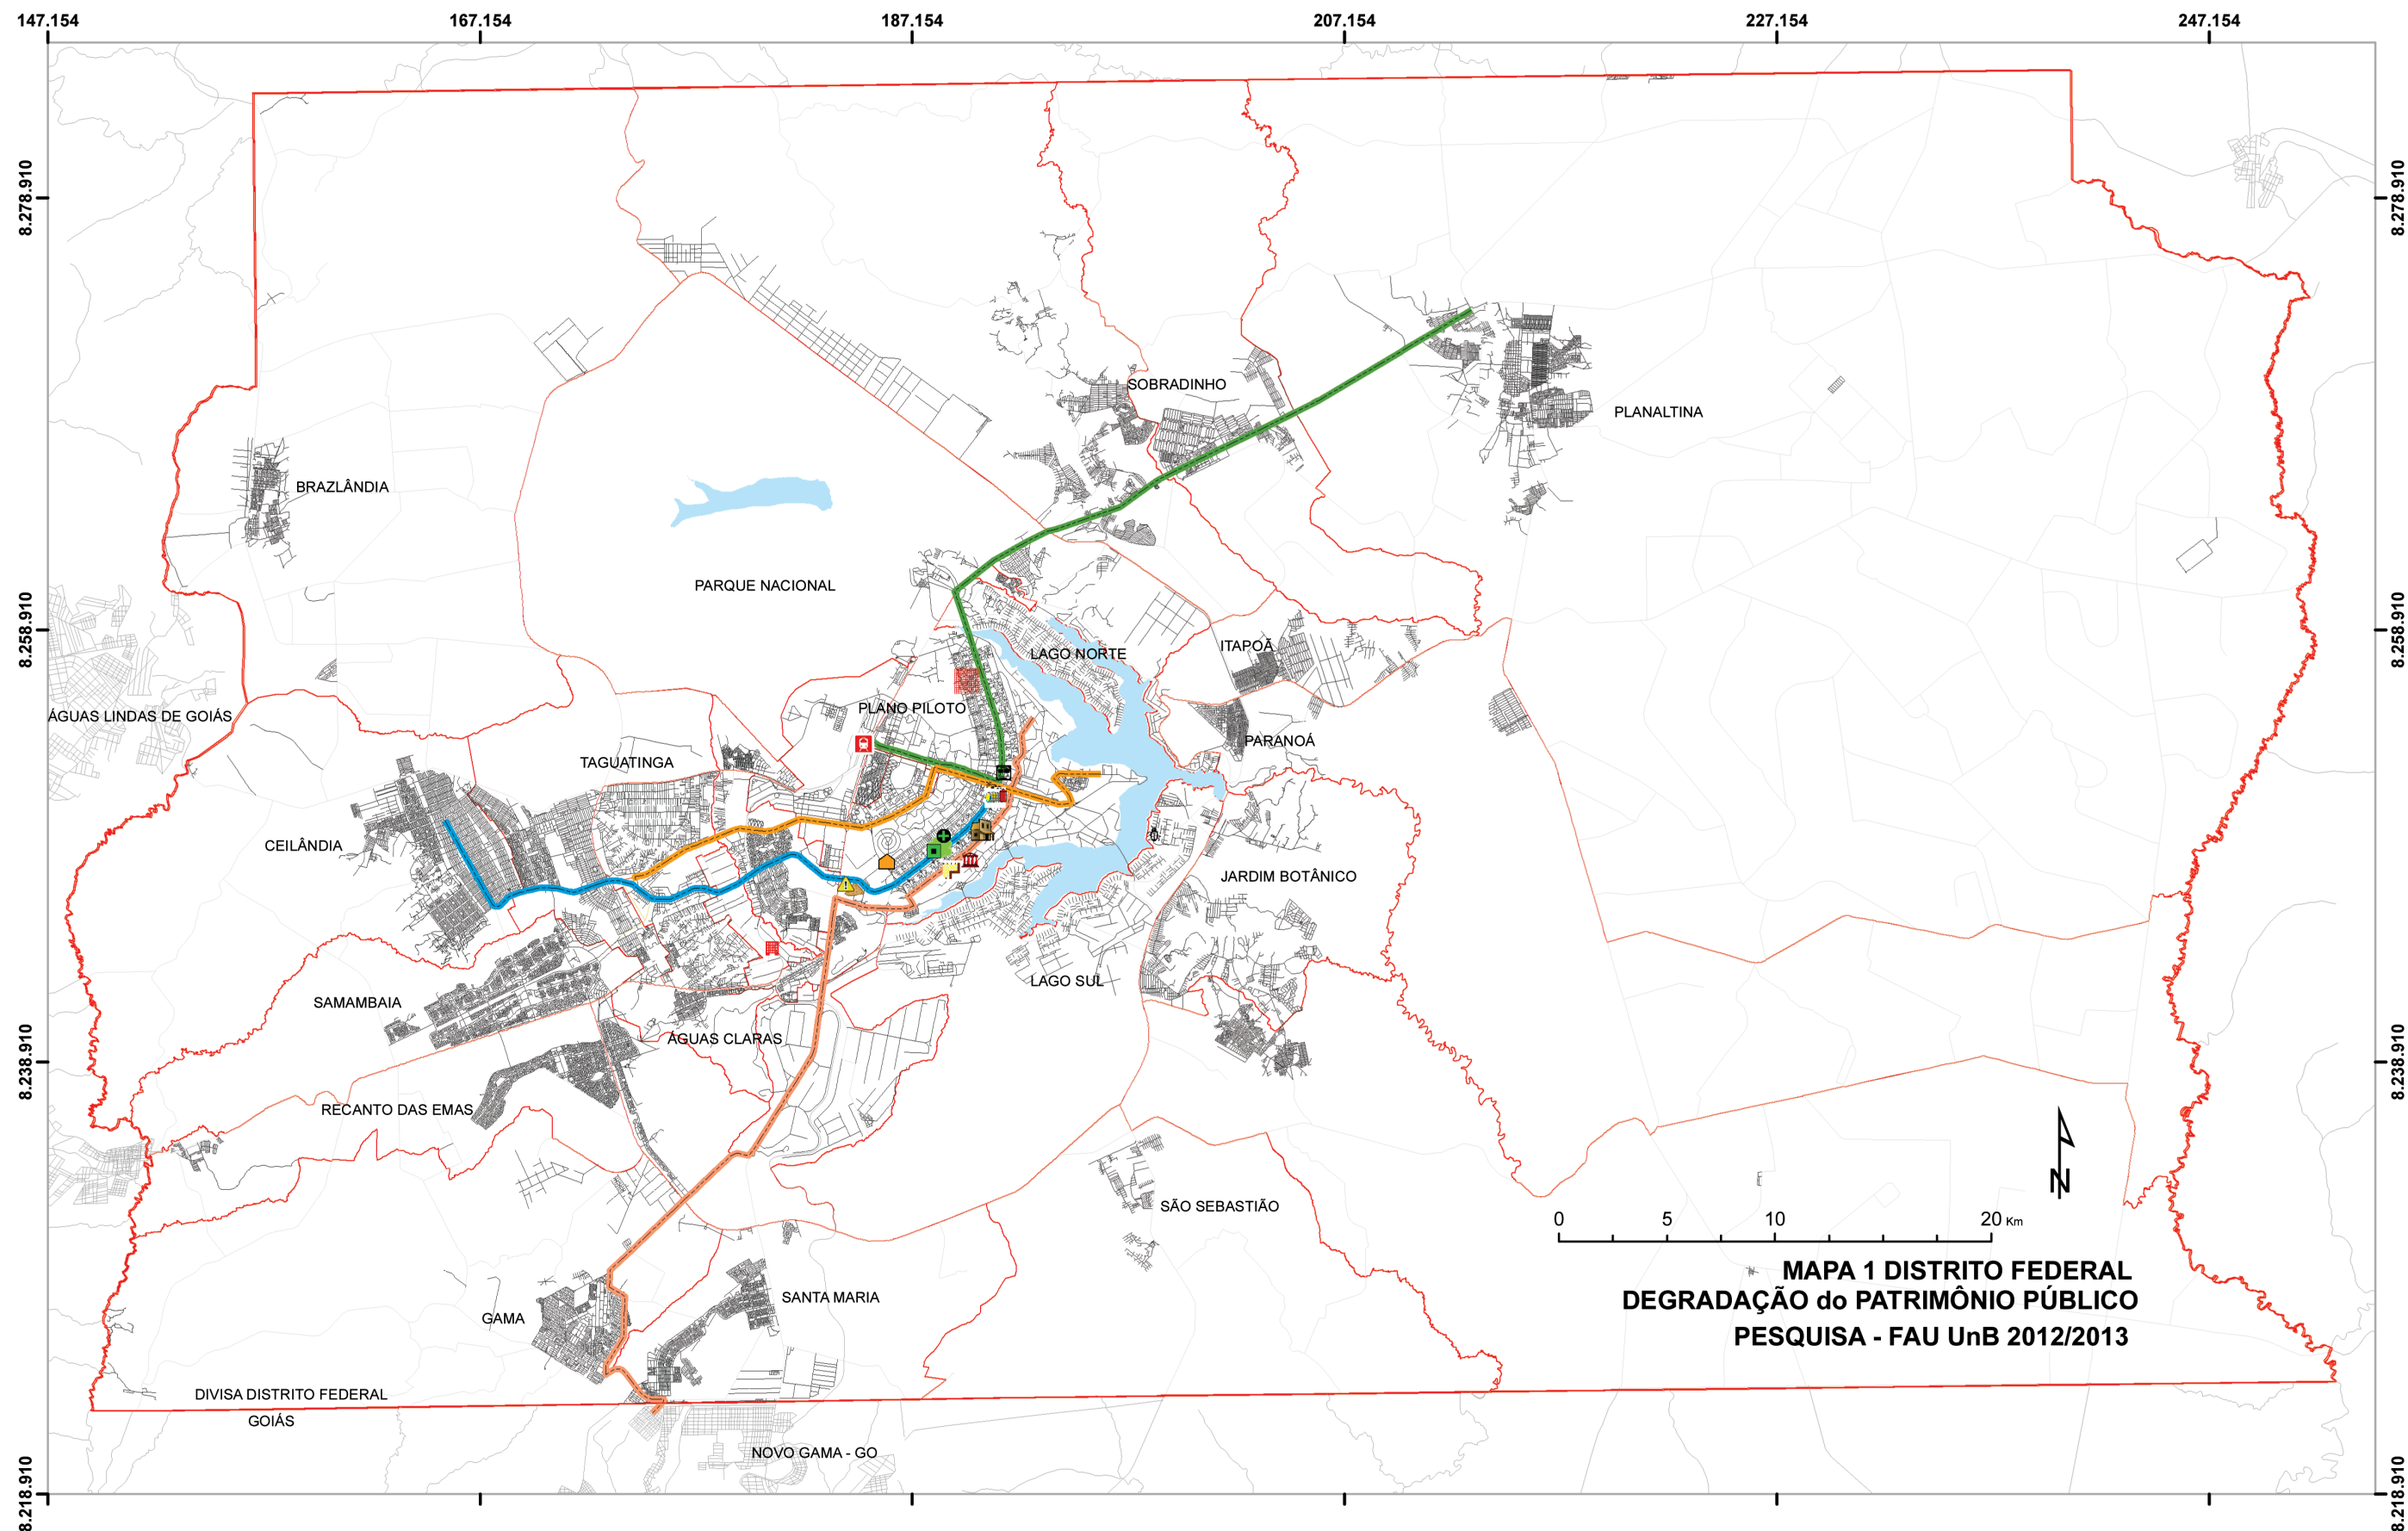 147.154
167.154
187.154
207.154
227.154
247.154
8.278.910
8.278.910
SOBRADINHO
PLANALTINA
BRAZLÂNDIA
PARQUE NACIONAL
8.258.910
8.258.910
ITAPOÃ
LAGO NORTE
PLANO PILOTO
ÁGUAS LINDAS DE GOIÁS
PARANOÁ
TAGUATINGA
CEILÂNDIA
JARDIM BOTÂNICO
LAGO SUL
SAMAMBAIA
ÁGUAS CLARAS
8.238.910
8.238.910
RECANTO DAS EMAS
N
SÃO SEBASTIÃO
0 5 10 20 Km
MAPA 1 DISTRITO FEDERAL
DEGRADAÇÃO do PATRIMÔNIO PÚBLICO
PESQUISA - FAU UnB 2012/2013
SANTA MARIA
GAMA
DIVISA DISTRITO FEDERAL
GOIÁS
NOVO GAMA - GO
8.218.910
8.218.910